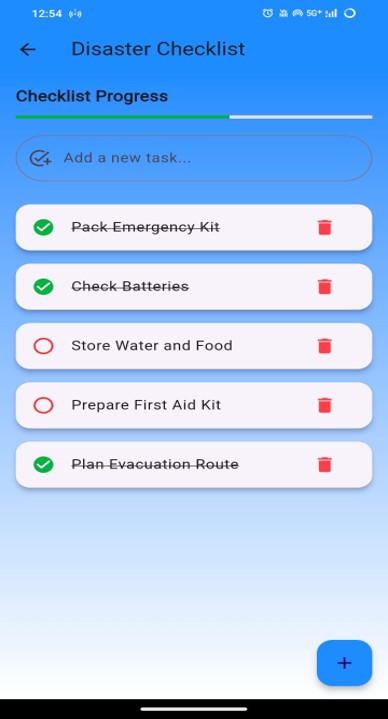 12:54
5G+
Disaster Checklist
Checklist Progress
Add a new task...
Pack Emergency Kit
Check Batteries
Store Water and Food
Prepare First Aid Kit
Plan Evacuation Route